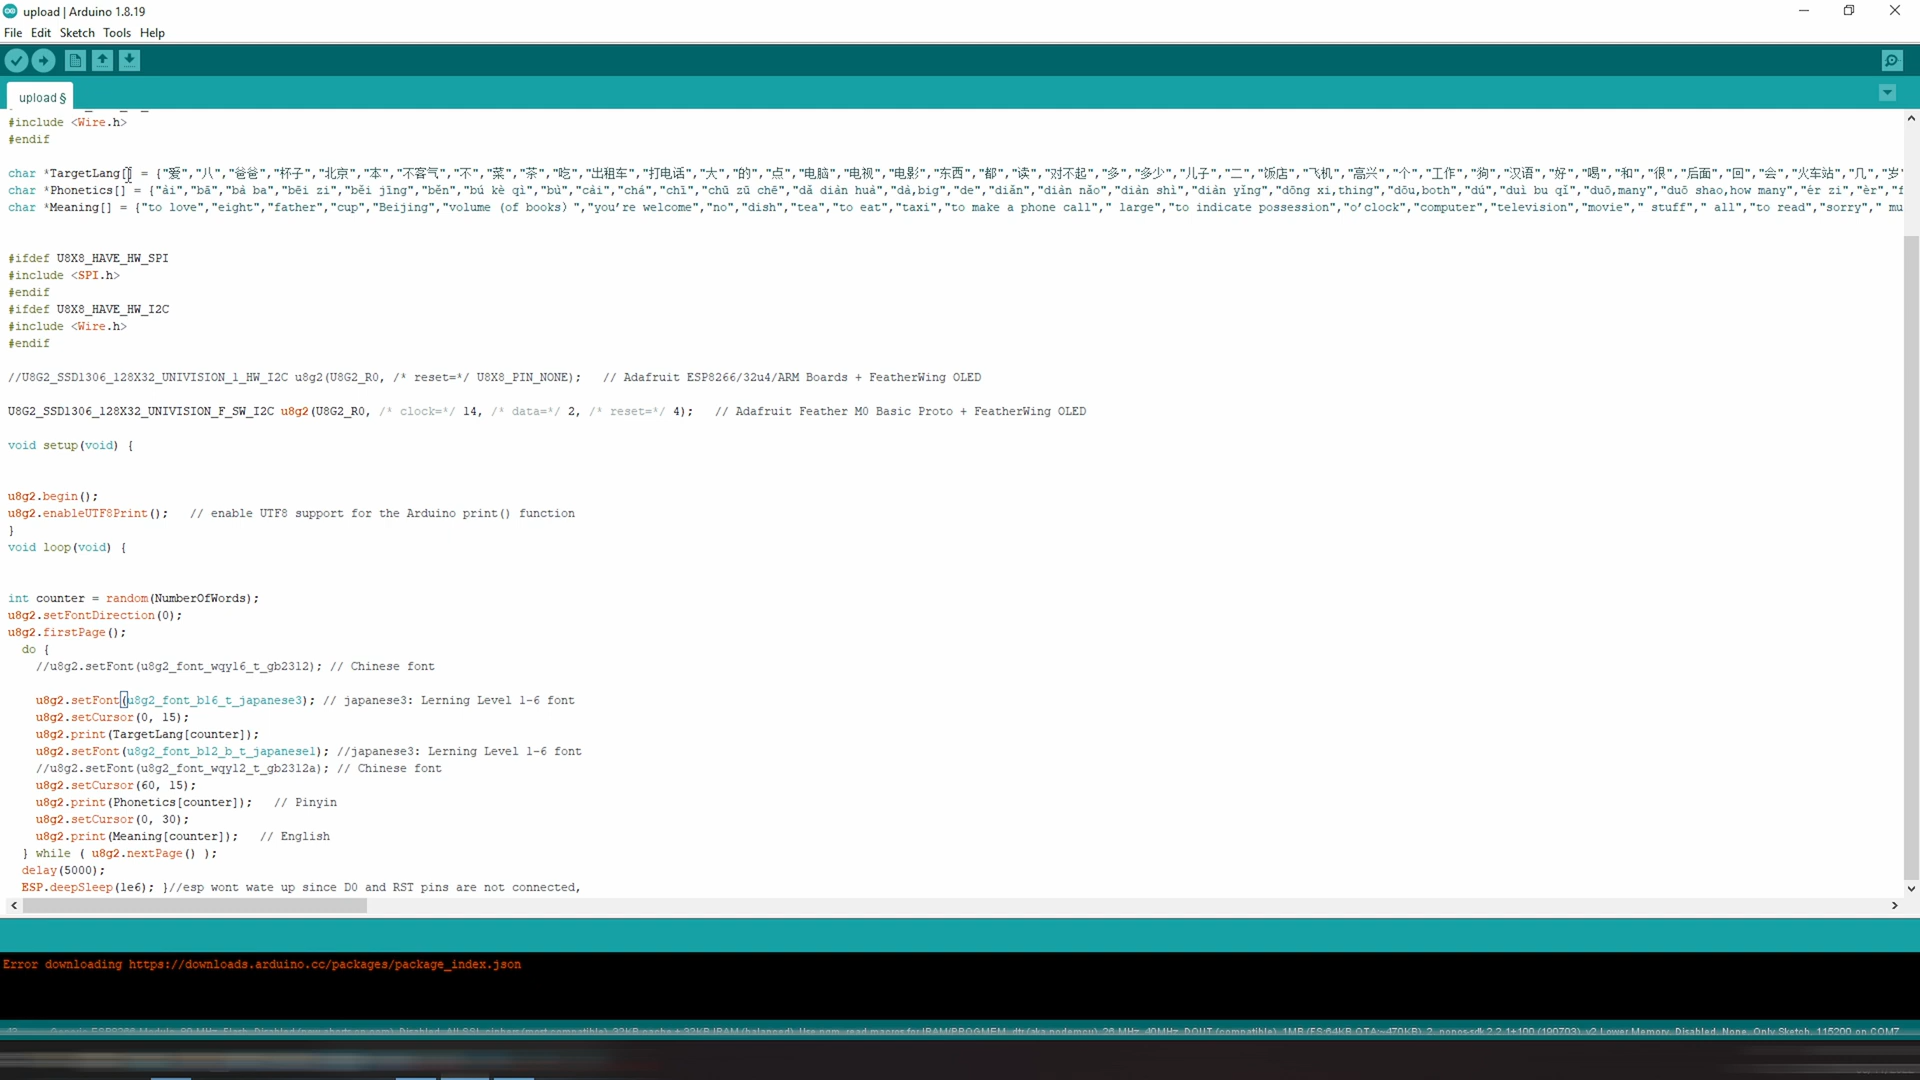 upload | Arduino 1.8.19
File Edit Sketch Tools Help
upload §
#include <Wire.h>
#endif
char *TargetLang[] = {"爱","八","爸爸","杯子","北京","本","不客气","不","菜","茶","吃","出租车","打电话","大","的","点","电脑","电视","电影","东西","都","读","对不起","多","多少","儿子","二","饭店","飞机","高兴","个","工作","狗","汉语","好","喝","和","很","后面","回","会","火车站","几","岁
char *Phonetics[] = {"ài","bā","bà ba","bēi zi","běi jīng","běn","bú kè qì","bù","cài","chá","chī","chū zū chē","dǎ diàn huà","dà,big","de","diǎn","diàn nǎo","diàn shì","diàn yǐng","dōng xi,thing","dōu,both","dú","duì bu qǐ","duō,many","duō shao,how many","ér zi","èr","f
char *Meaning[] = {"to love","eight","father","cup","Beijing","volume (of books) ","you’re welcome","no","dish","tea","to eat","taxi","to make a phone call"," large","to indicate possession","o’clock","computer","television","movie"," stuff"," all","to read","sorry"," mu
#ifdef U8X8_HAVE_HW_SPI
#include <SPI.h>
#endif
#ifdef U8X8_HAVE_HW_I2C
#include <Wire.h>
#endif
//U8G2_SSD1306_128X32_UNIVISION_1_HW_I2C u8g2(U8G2_R0, /* reset=*/ U8X8_PIN_NONE);   // Adafruit ESP8266/32u4/ARM Boards + FeatherWing OLED
U8G2_SSD1306_128X32_UNIVISION_F_SW_I2C u8g2(U8G2_R0, /* clock=*/ 14, /* data=*/ 2, /* reset=*/ 4);   // Adafruit Feather M0 Basic Proto + FeatherWing OLED
void setup(void) {
u8g2.begin();
u8g2.enableUTF8Print();   // enable UTF8 support for the Arduino print() function
}
void loop(void) {
int counter = random(NumberOfWords);
u8g2.setFontDirection(0);
u8g2.firstPage();
do {
//u8g2.setFont(u8g2_font_wqy16_t_gb2312); // Chinese font
u8g2.setFont(u8g2_font_b16_t_japanese3); // japanese3: Lerning Level 1-6 font
u8g2.setCursor(0, 15);
u8g2.print(TargetLang[counter]);
u8g2.setFont(u8g2_font_b12_b_t_japanese1); //japanese3: Lerning Level 1-6 font
//u8g2.setFont(u8g2_font_wqy12_t_gb2312a); // Chinese font
u8g2.setCursor(60, 15);
u8g2.print(Phonetics[counter]);   // Pinyin
u8g2.setCursor(0, 30);
u8g2.print(Meaning[counter]);   // English
} while ( u8g2.nextPage() );
delay(5000);
ESP.deepSleep(1e6); }//esp wont wate up since D0 and RST pins are not connected,
Error downloading https://downloads.arduino.cc/packages/package_index.json